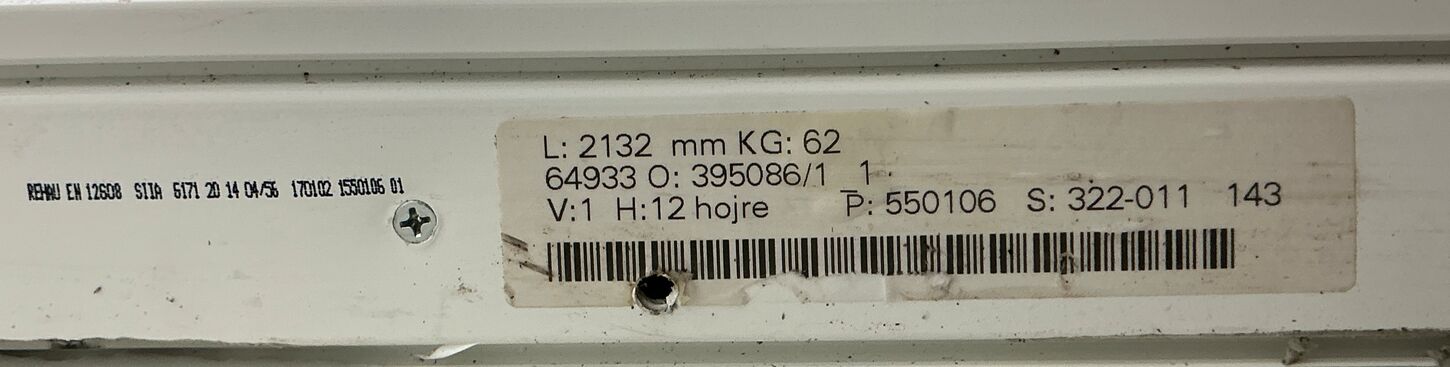 REHAU EN 12608 SIIA 6171 20 14 04/56 170102 1550106 01
L: 2132 mm KG: 62
64933 O: 395086/1 1
V:1 H:12 hojre P: 550106 S: 322-011 143